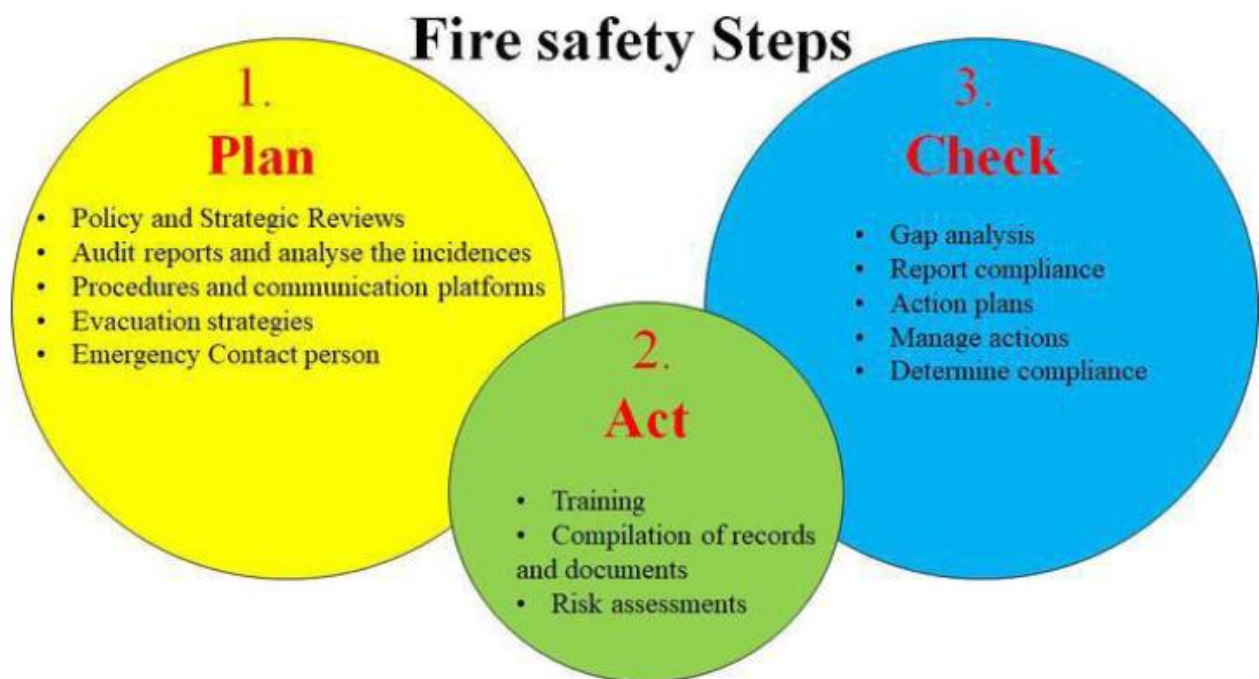 Fire safety Steps
1.
Plan
• Policy and Strategic Reviews
• Audit reports and analyse the incidences
• Procedures and communication platforms
• Evacuation strategies
• Emergency Contact person
2.
Act
• Training
• Compilation of records
and documents
• Risk assessments
3.
Check
• Gap analysis
• Report compliance
• Action plans
• Manage actions
• Determine compliance